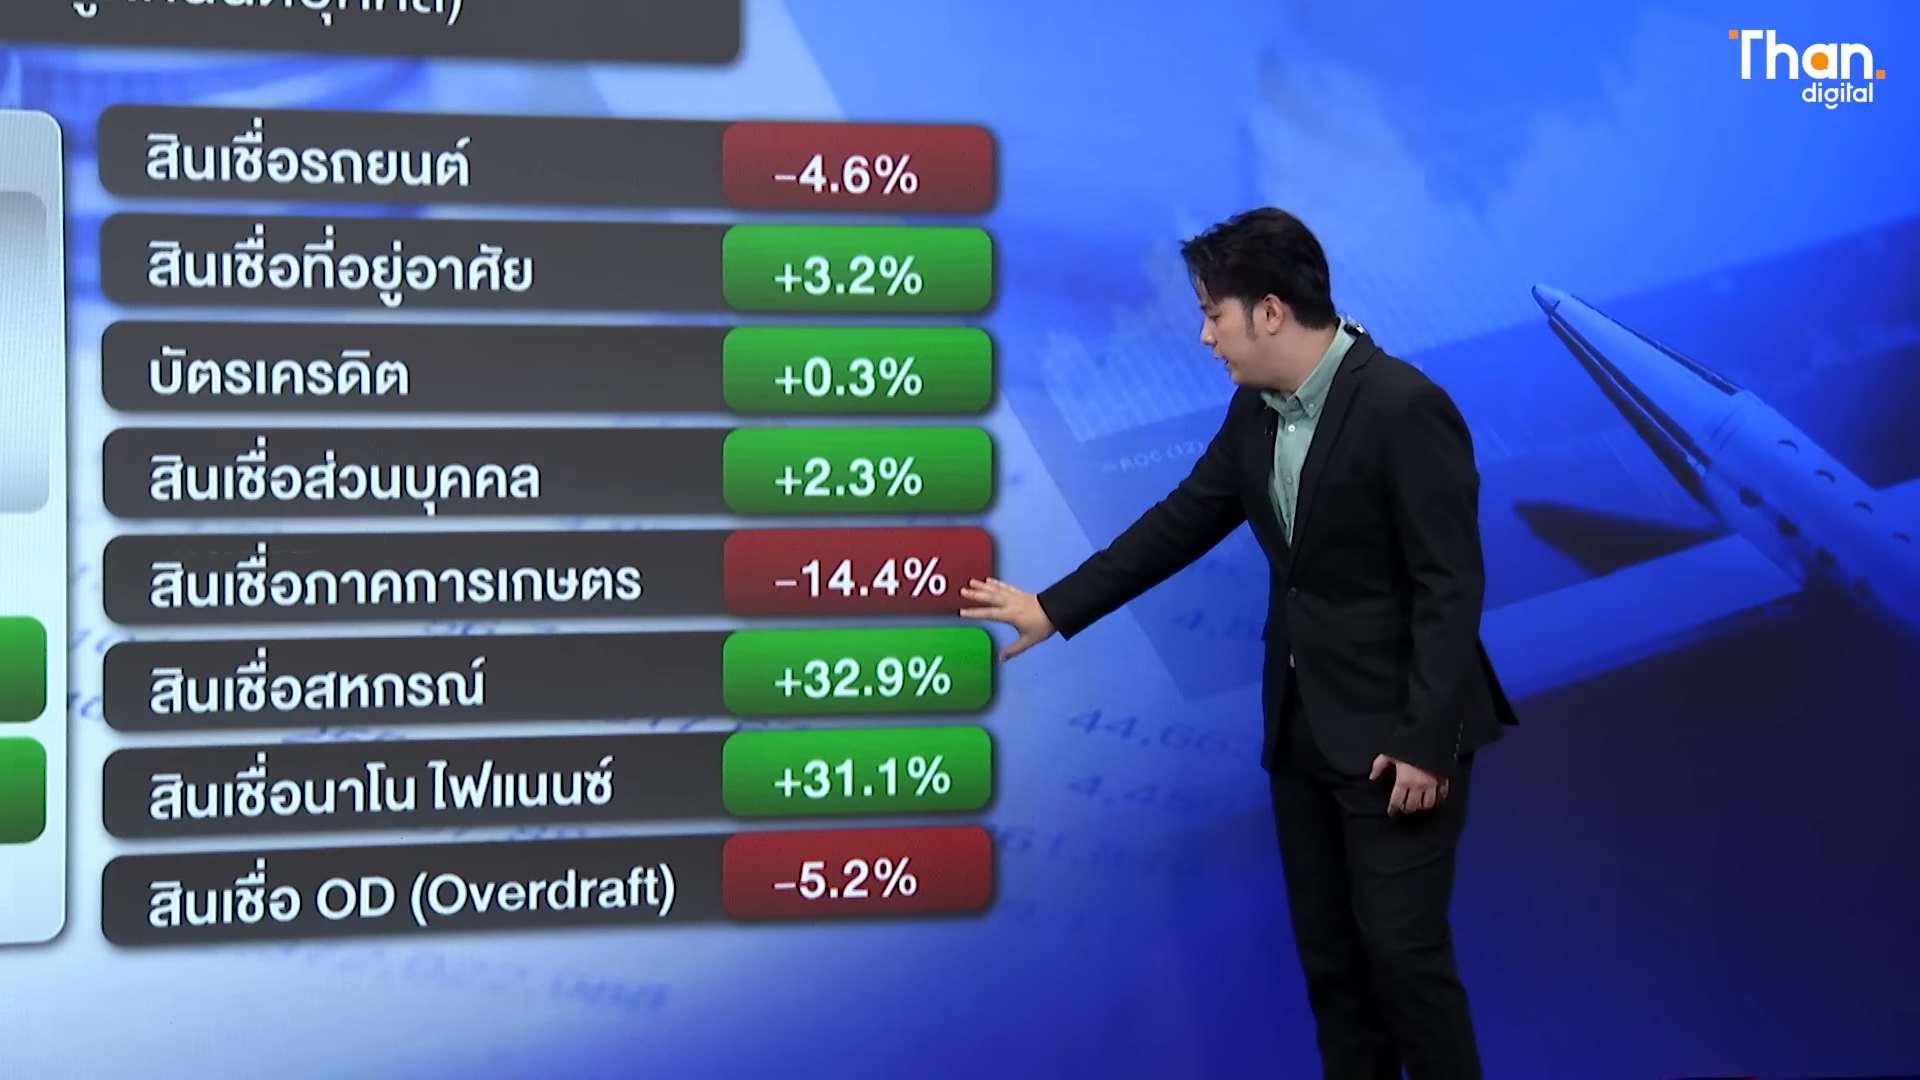 Than.
digital
สินเชื่อรถยนต์ -4.6%
สินเชื่อที่อยู่อาศัย +3.2%
บัตรเครดิต +0.3%
สินเชื่อส่วนบุคคล +2.3%
สินเชื่อภาคการเกษตร -14.4%
สินเชื่อสหกรณ์ +32.9%
สินเชื่อนาโน ไฟแนนซ์ +31.1%
สินเชื่อ OD (Overdraft) -5.2%